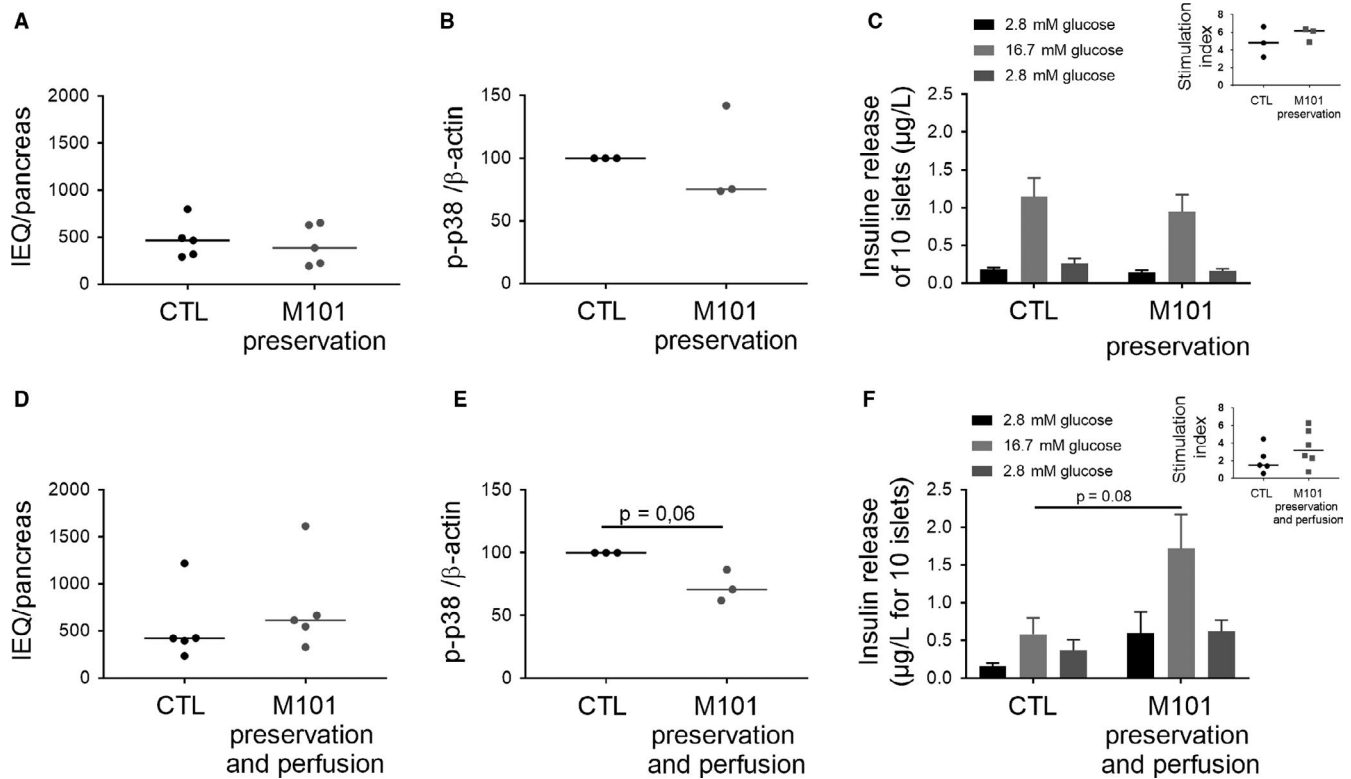 A
IEQ/pancreas
2000
1500
1000
500
0
CTL
M101
preservation
B
p-p38 /β-actin
150
100
50
0
CTL
M101
preservation
C
2.8 mM glucose
16.7 mM glucose
2.8 mM glucose
Stimulation
index
8
6
4
2
0
CTL
M101
preservation
Insuline release
of 10 islets (µg/L)
2.5
2.0
1.5
1.0
0.5
0.0
CTL
M101
preservation
D
IEQ/pancreas
2000
1500
1000
500
0
CTL
M101
preservation
and perfusion
E
p-p38 /β-actin
150
100
50
0
p = 0,06
CTL
M101
preservation
and perfusion
F
2.8 mM glucose
16.7 mM glucose
2.8 mM glucose
Stimulation
index
8
6
4
2
0
CTL
M101
preservation
and perfusion
Insulin release
(µg/L for 10 islets)
2.5
2.0
1.5
1.0
0.5
0.0
p = 0.08
CTL
M101
preservation
and perfusion